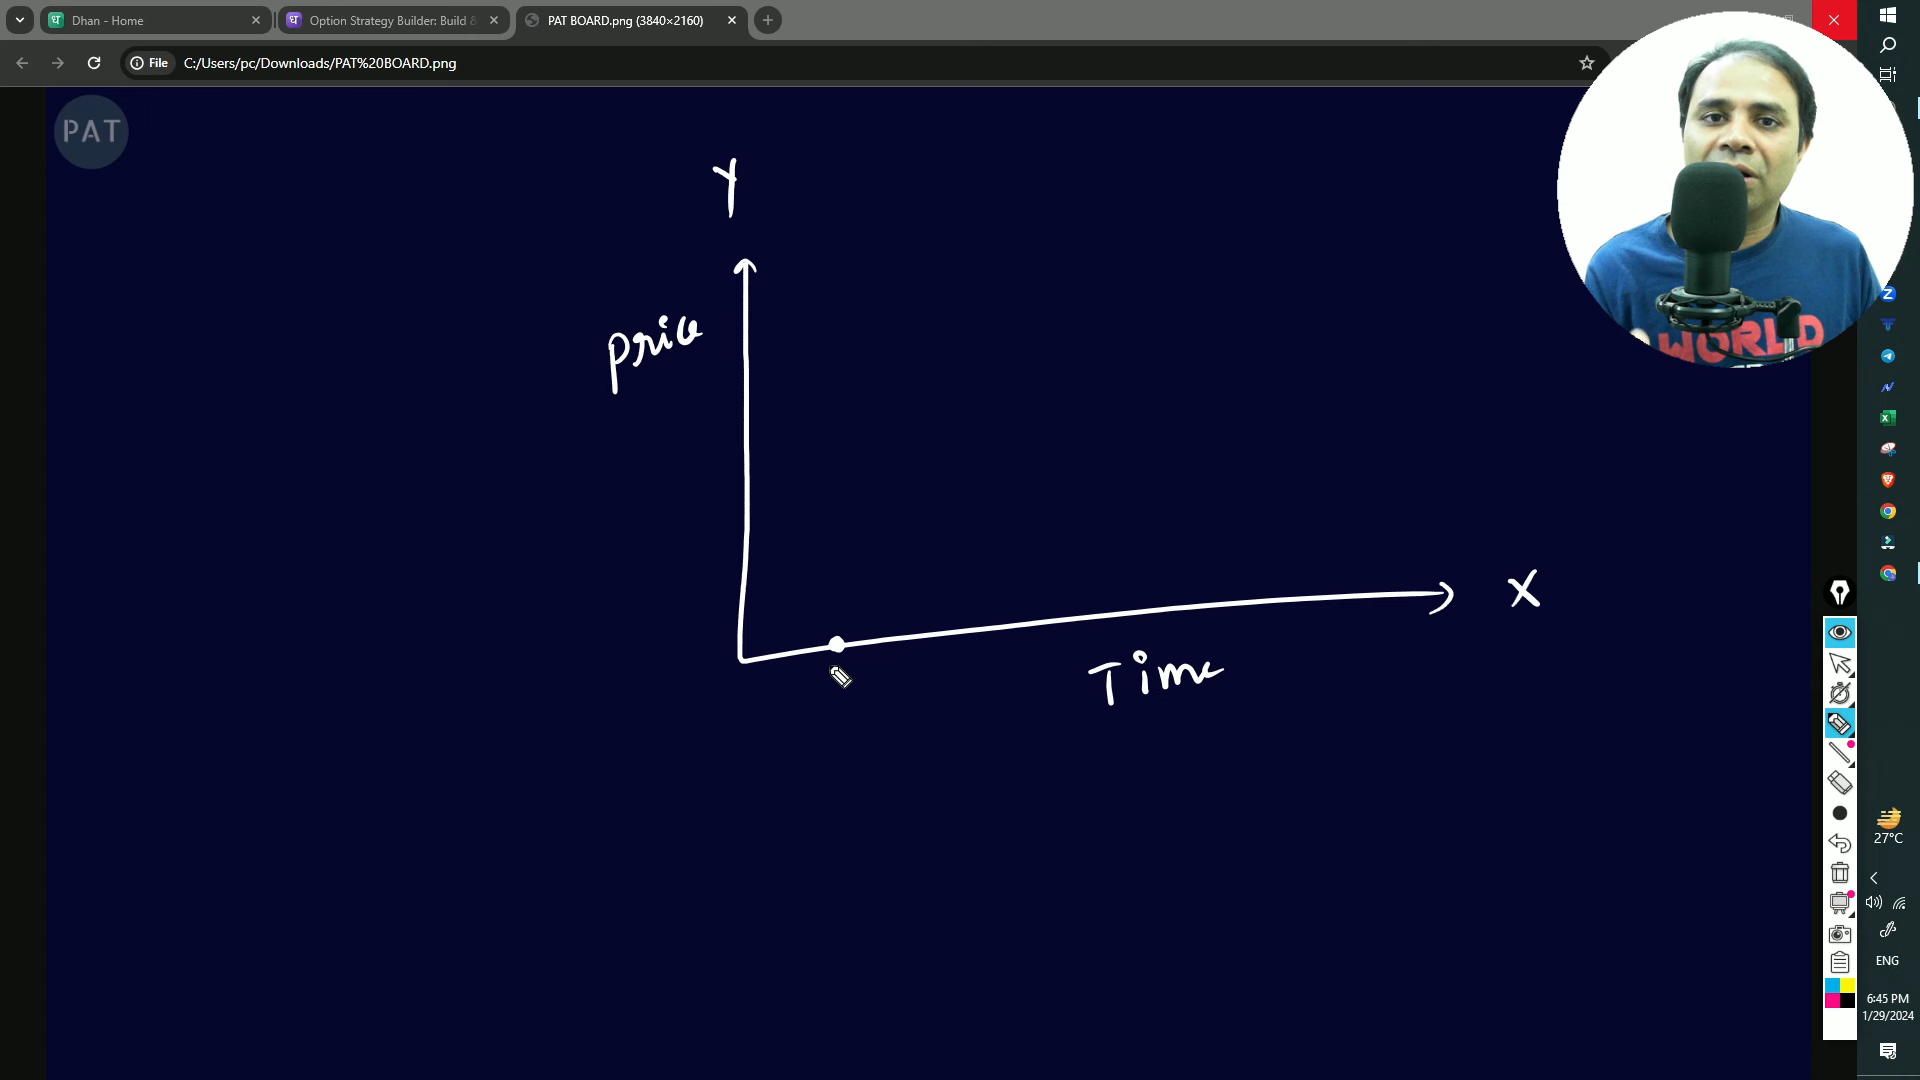 Dhan - Home
Option Strategy Builder: Build &
PAT BOARD.png (3840×2160)
File
C:/Users/pc/Downloads/PAT%20BOARD.png
PAT
Y
price
X
Time
WORLD
27°C
ENG
6:45 PM
1/29/2024